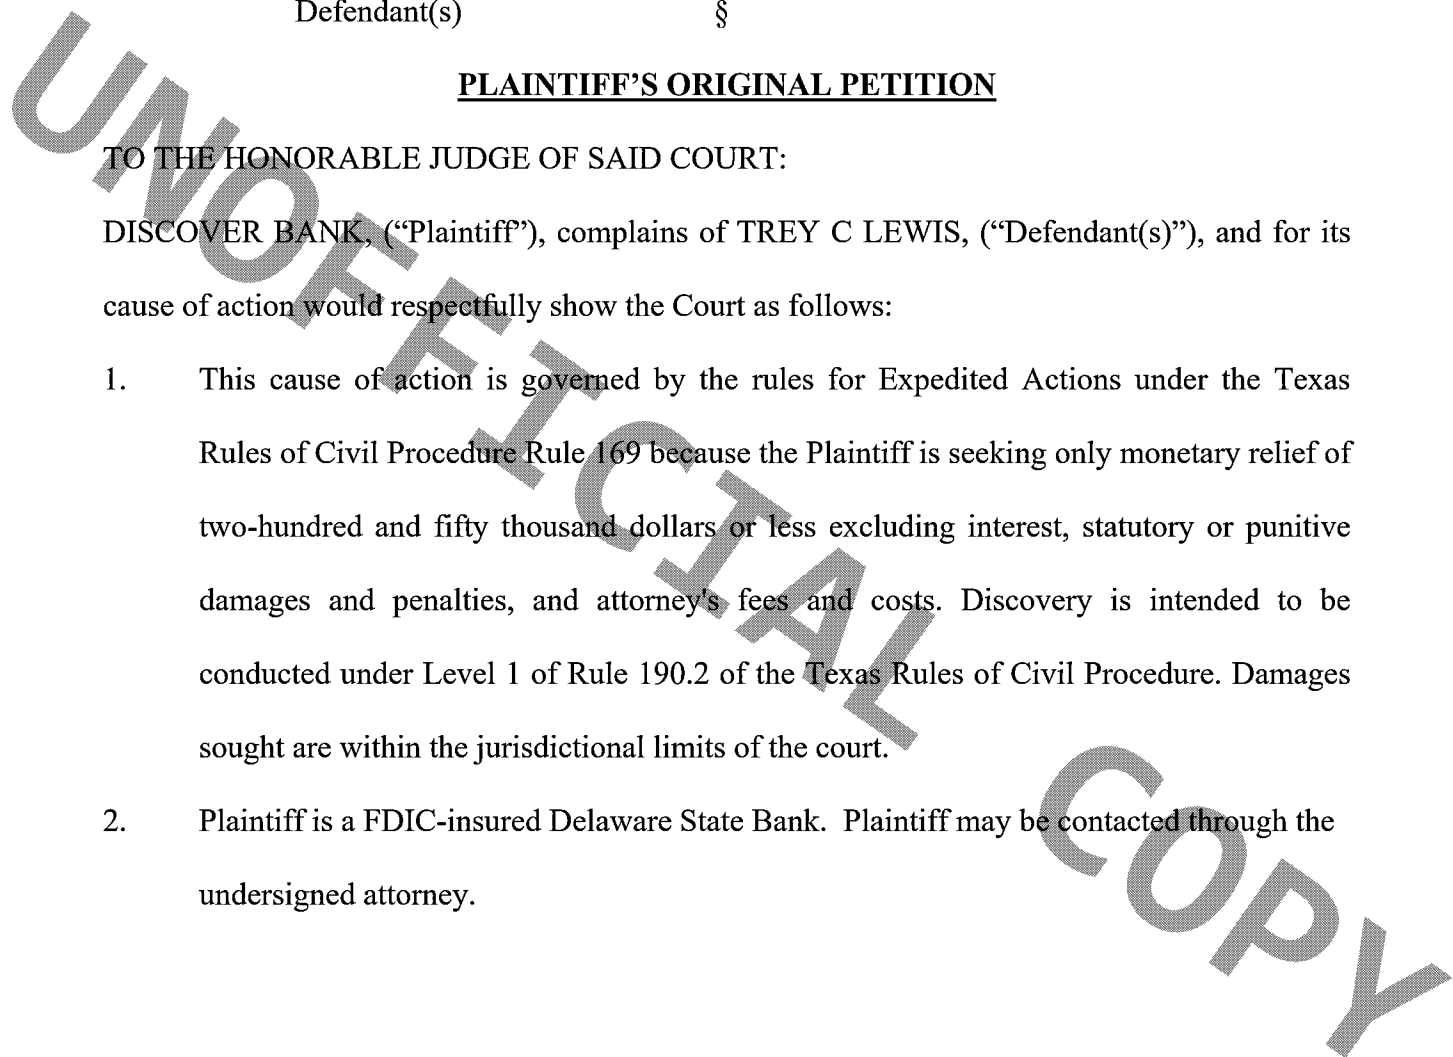 Defendant(s) §
PLAINTIFF’S ORIGINAL PETITION
TO THE HONORABLE JUDGE OF SAID COURT:
DISCOVER BANK, (“Plaintiff”), complains of TREY C LEWIS, (“Defendant(s)”), and for its
cause of action would respectfully show the Court as follows:
1. This cause of action is governed by the rules for Expedited Actions under the Texas
Rules of Civil Procedure Rule 169 because the Plaintiff is seeking only monetary relief of
two-hundred and fifty thousand dollars or less excluding interest, statutory or punitive
damages and penalties, and attorney's fees and costs. Discovery is intended to be
conducted under Level 1 of Rule 190.2 of the Texas Rules of Civil Procedure. Damages
sought are within the jurisdictional limits of the court.
2. Plaintiff is a FDIC-insured Delaware State Bank. Plaintiff may be contacted through the
undersigned attorney.
UNOFFICIAL COPY